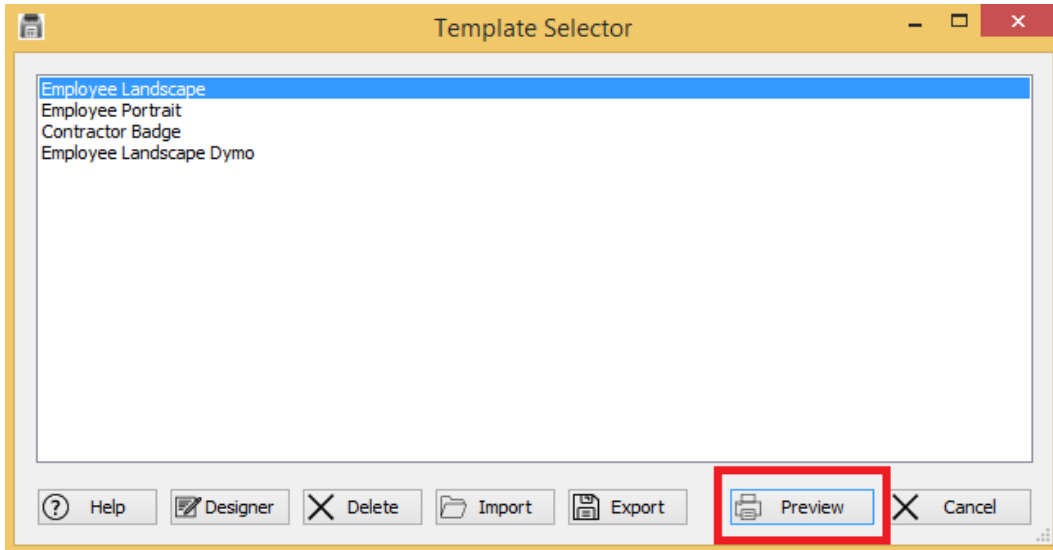 Template Selector
Employee Landscape
Employee Portrait
Contractor Badge
Employee Landscape Dymo
Help Designer Delete Import Export Preview Cancel